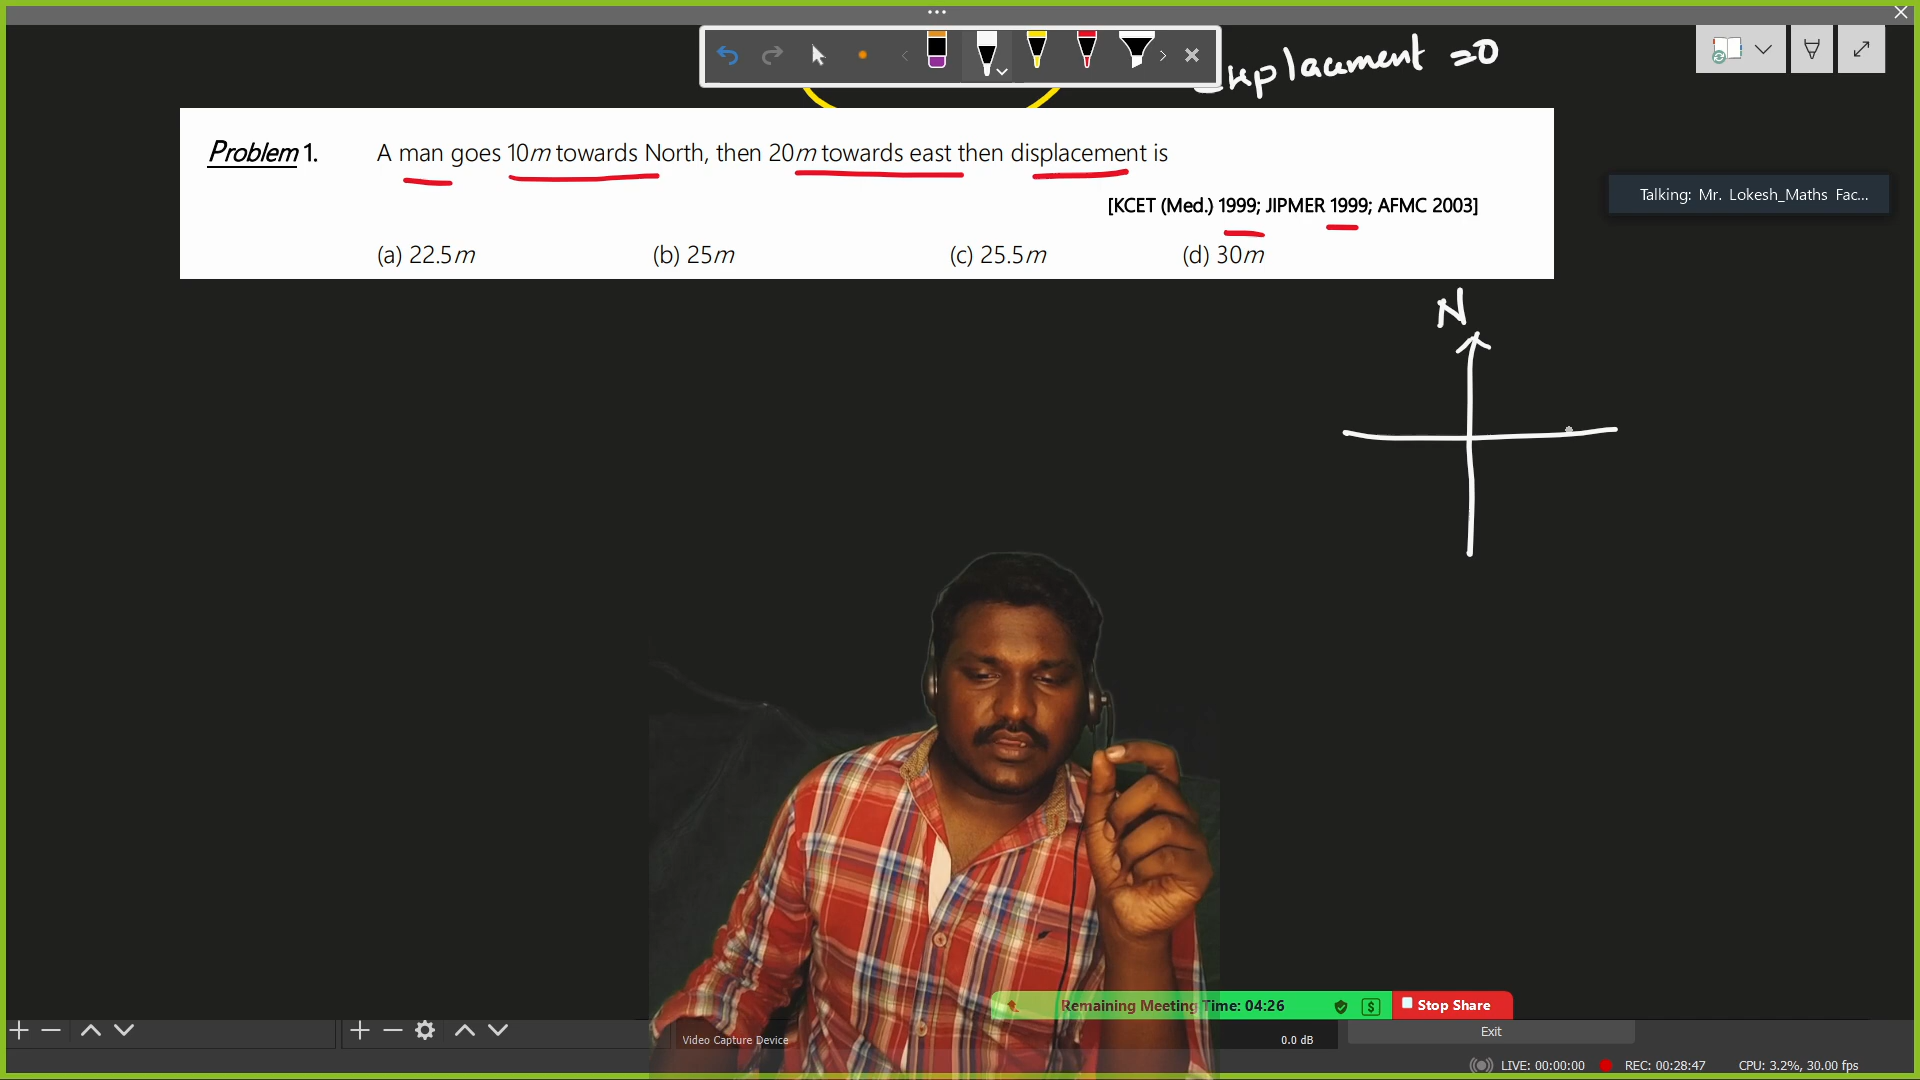 placement =0
Problem 1. A man goes 10m towards North, then 20m towards east then displacement is
[KCET (Med.) 1999; JIPMER 1999; AFMC 2003]
(a) 22.5m (b) 25m (c) 25.5m (d) 30m
Talking: Mr. Lokesh_Maths Fac...
N
Remaining Meeting Time: 04:26
Stop Share
Video Capture Device
0.0 dB
Exit
LIVE: 00:00:00 REC: 00:28:47 CPU: 3.2%, 30.00 fps